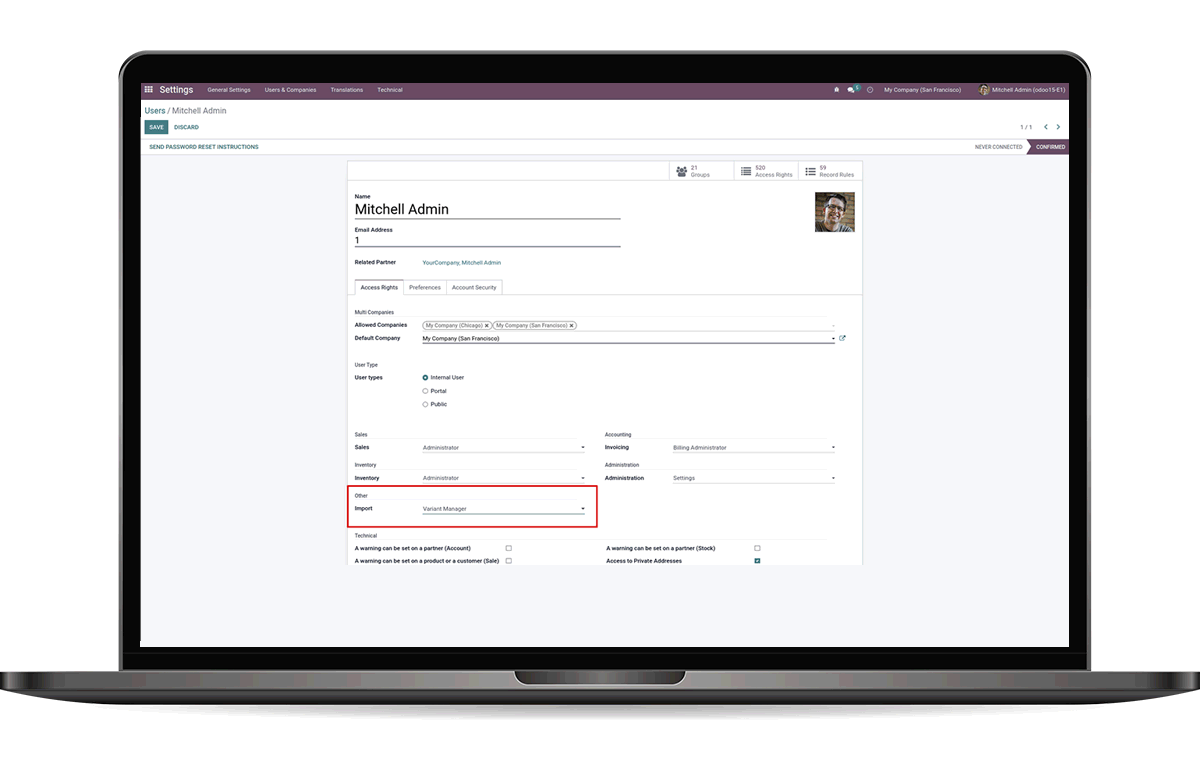 Settings General Settings Users & Companies Translations Technical 5 My Company (San Francisco) Mitchell Admin (odoo15-E1)
Users / Mitchell Admin
SAVE DISCARD 1 / 1
SEND PASSWORD RESET INSTRUCTIONS NEVER CONNECTED CONFIRMED
21 Groups 520 Access Rights 59 Record Rules
Name
Mitchell Admin
Email Address
1
Related Partner YourCompany, Mitchell Admin
Access Rights Preferences Account Security
Multi Companies
Allowed Companies My Company (Chicago) × My Company (San Francisco) ×
Default Company My Company (San Francisco)
User Type
User types Internal User
Portal
Public
Sales Accounting
Sales Administrator Invoicing Billing Administrator
Inventory Administration
Inventory Administrator Administration Settings
Other
Import Variant Manager
Technical
A warning can be set on a partner (Account) A warning can be set on a partner (Stock)
A warning can be set on a product or a customer (Sale) Access to Private Addresses